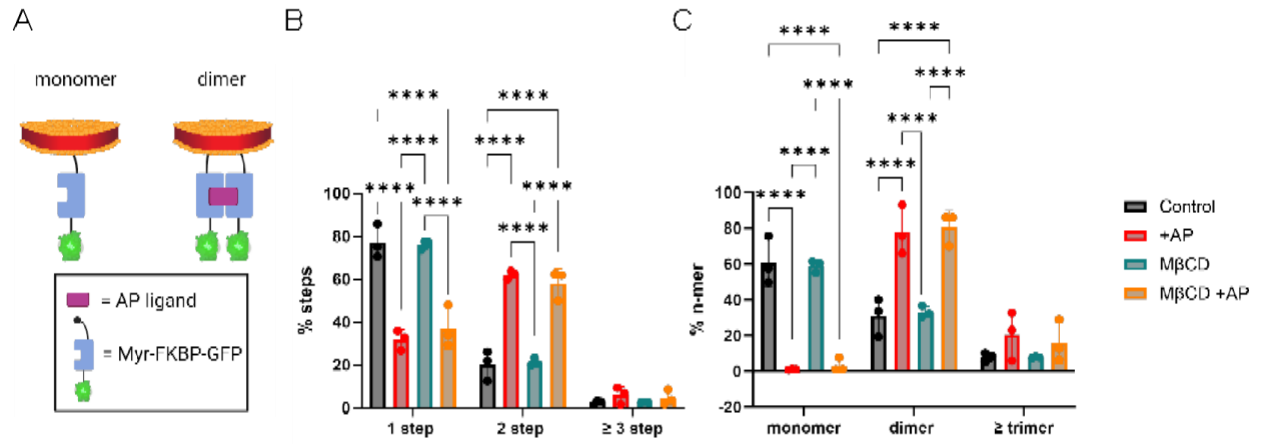 A
monomer
dimer
= AP ligand
= Myr-FKBP-GFP
B
****
****
****
****
****
****
****
****
% steps
100
80
60
40
20
0
1 step
2 step
≥ 3 step
C
****
****
****
****
****
****
****
****
% n-mer
100
80
60
40
20
0
-20
monomer
dimer
≥ trimer
Control
+AP
MβCD
MβCD +AP